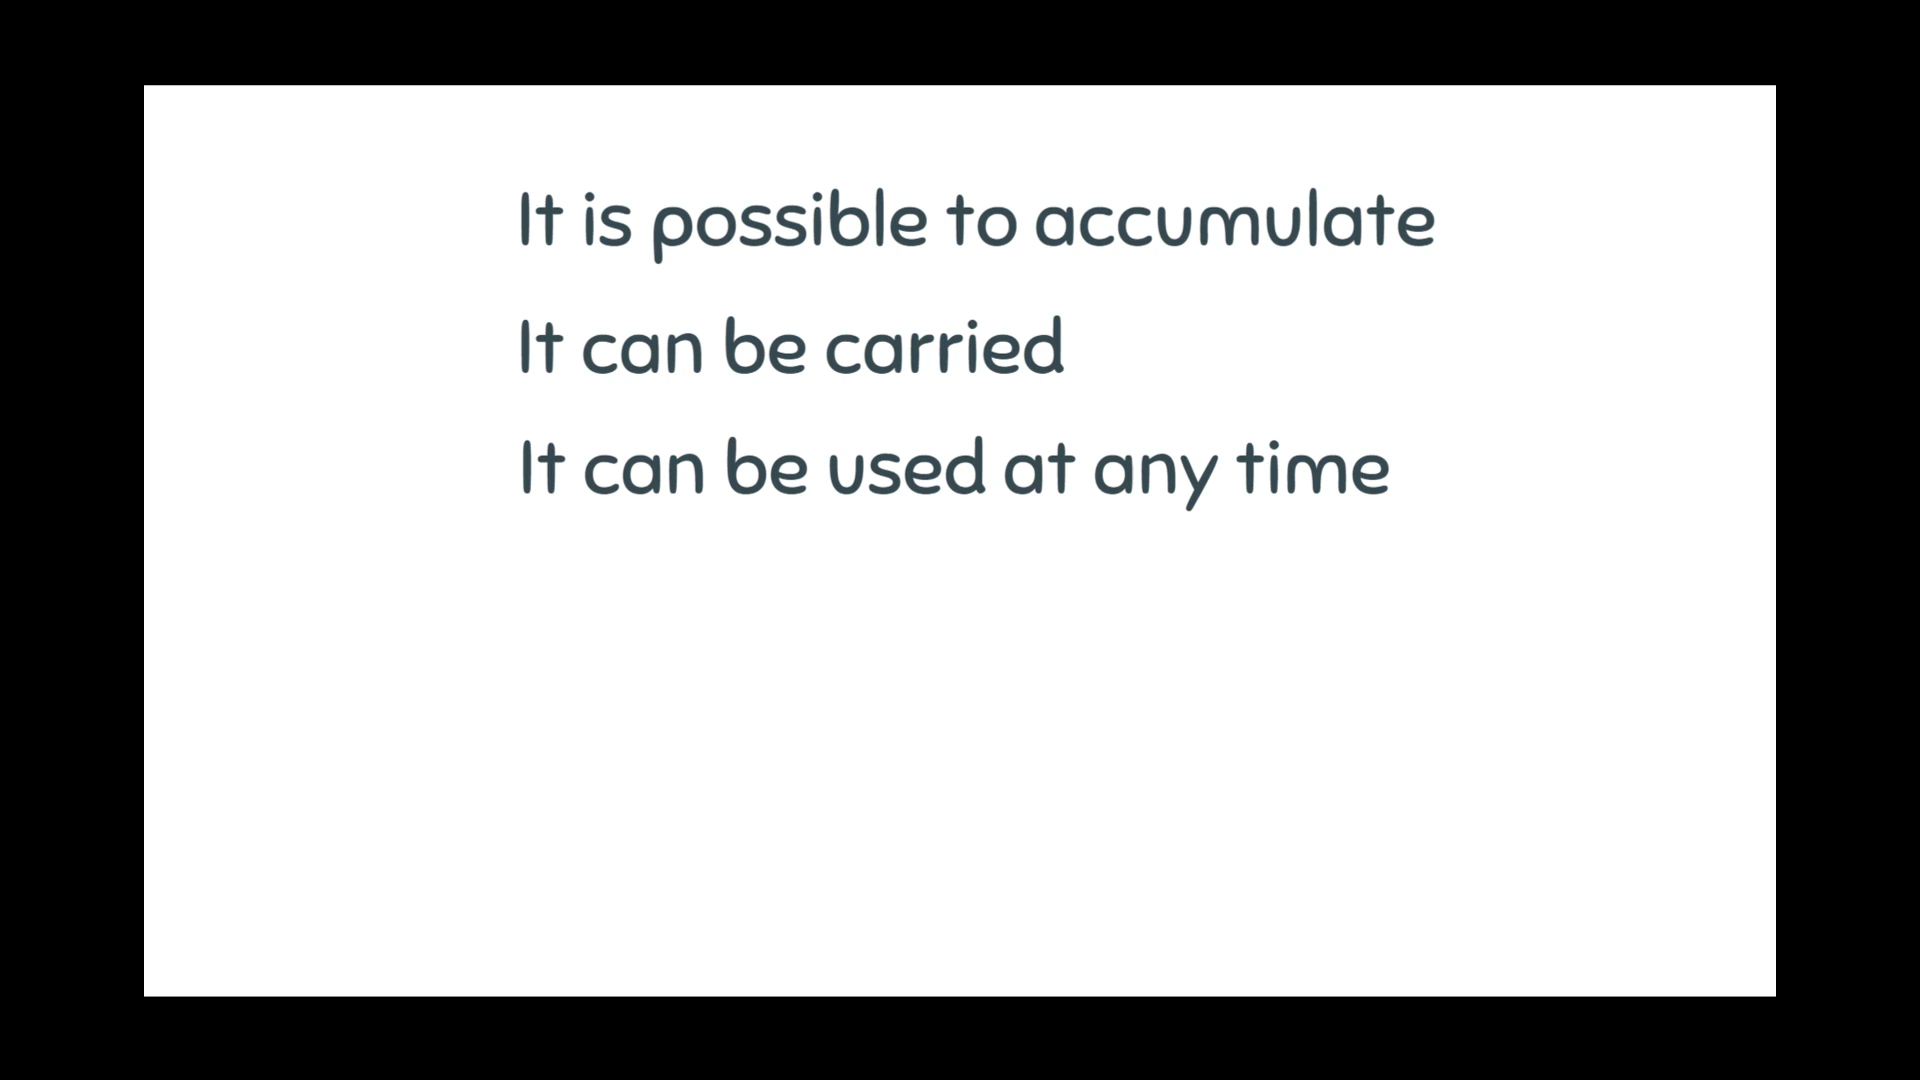 It is possible to accumulate
It can be carried
It can be used at any time